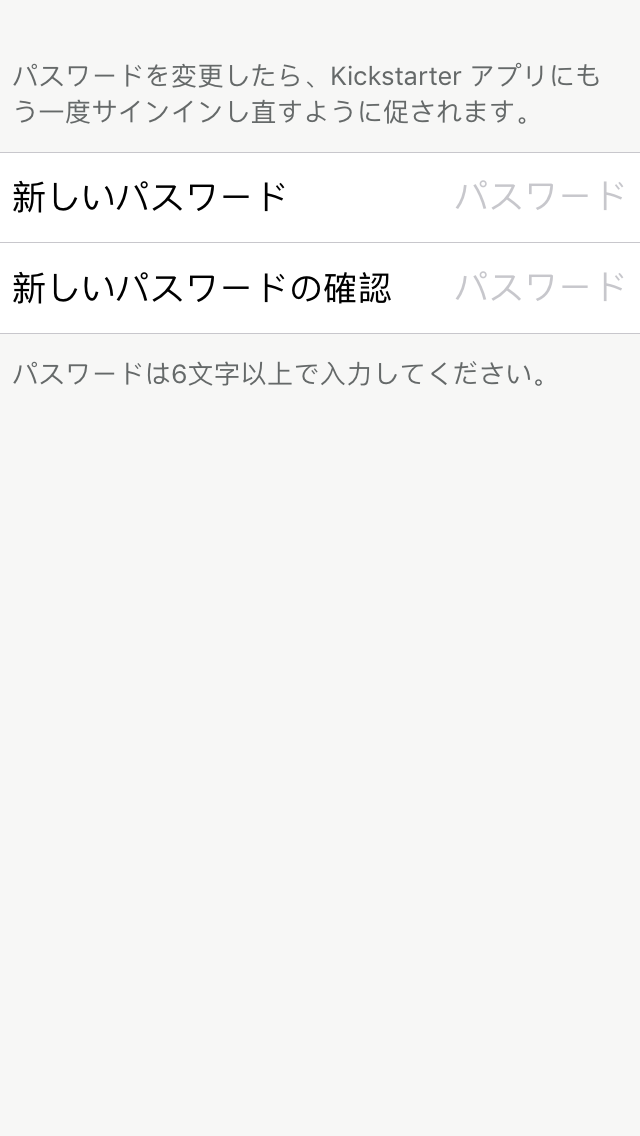 パスワードを変更したら、Kickstarter アプリにも
う一度サインインし直すように促されます。
新しいパスワード パスワード
新しいパスワードの確認 パスワード
パスワードは6文字以上で入力してください。